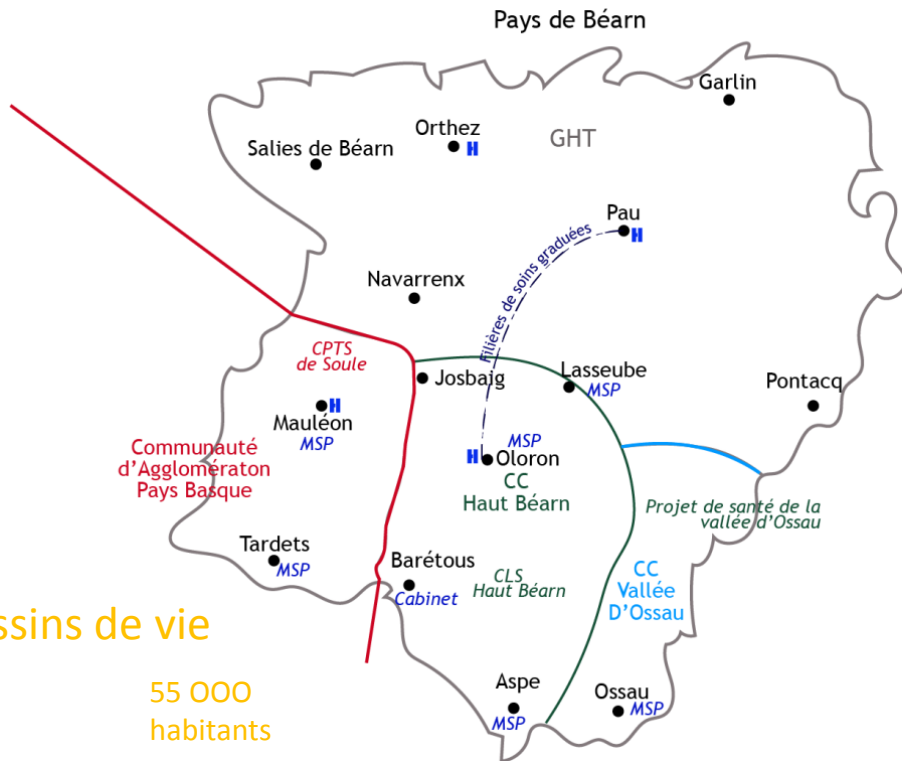 Pays de Béarn
Garlin
Orthez
H
GHT
Salies de Béarn
Pau
H
Filières de soins graduées
Navarrenx
CPTS
de Soule
Josbaig
Lasseube
MSP
Pontacq
H
Mauléon
MSP
Communauté
d'Agglomératon
Pays Basque
MSP
H
Oloron
CC
Haut Béarn
Projet de santé de la
vallée d'Ossau
Tardets
MSP
Barétous
Cabinet
CLS
Haut Béarn
CC
Vallée
D'Ossau
ssins de vie
55 OOO
habitants
Aspe
MSP
Ossau
MSP